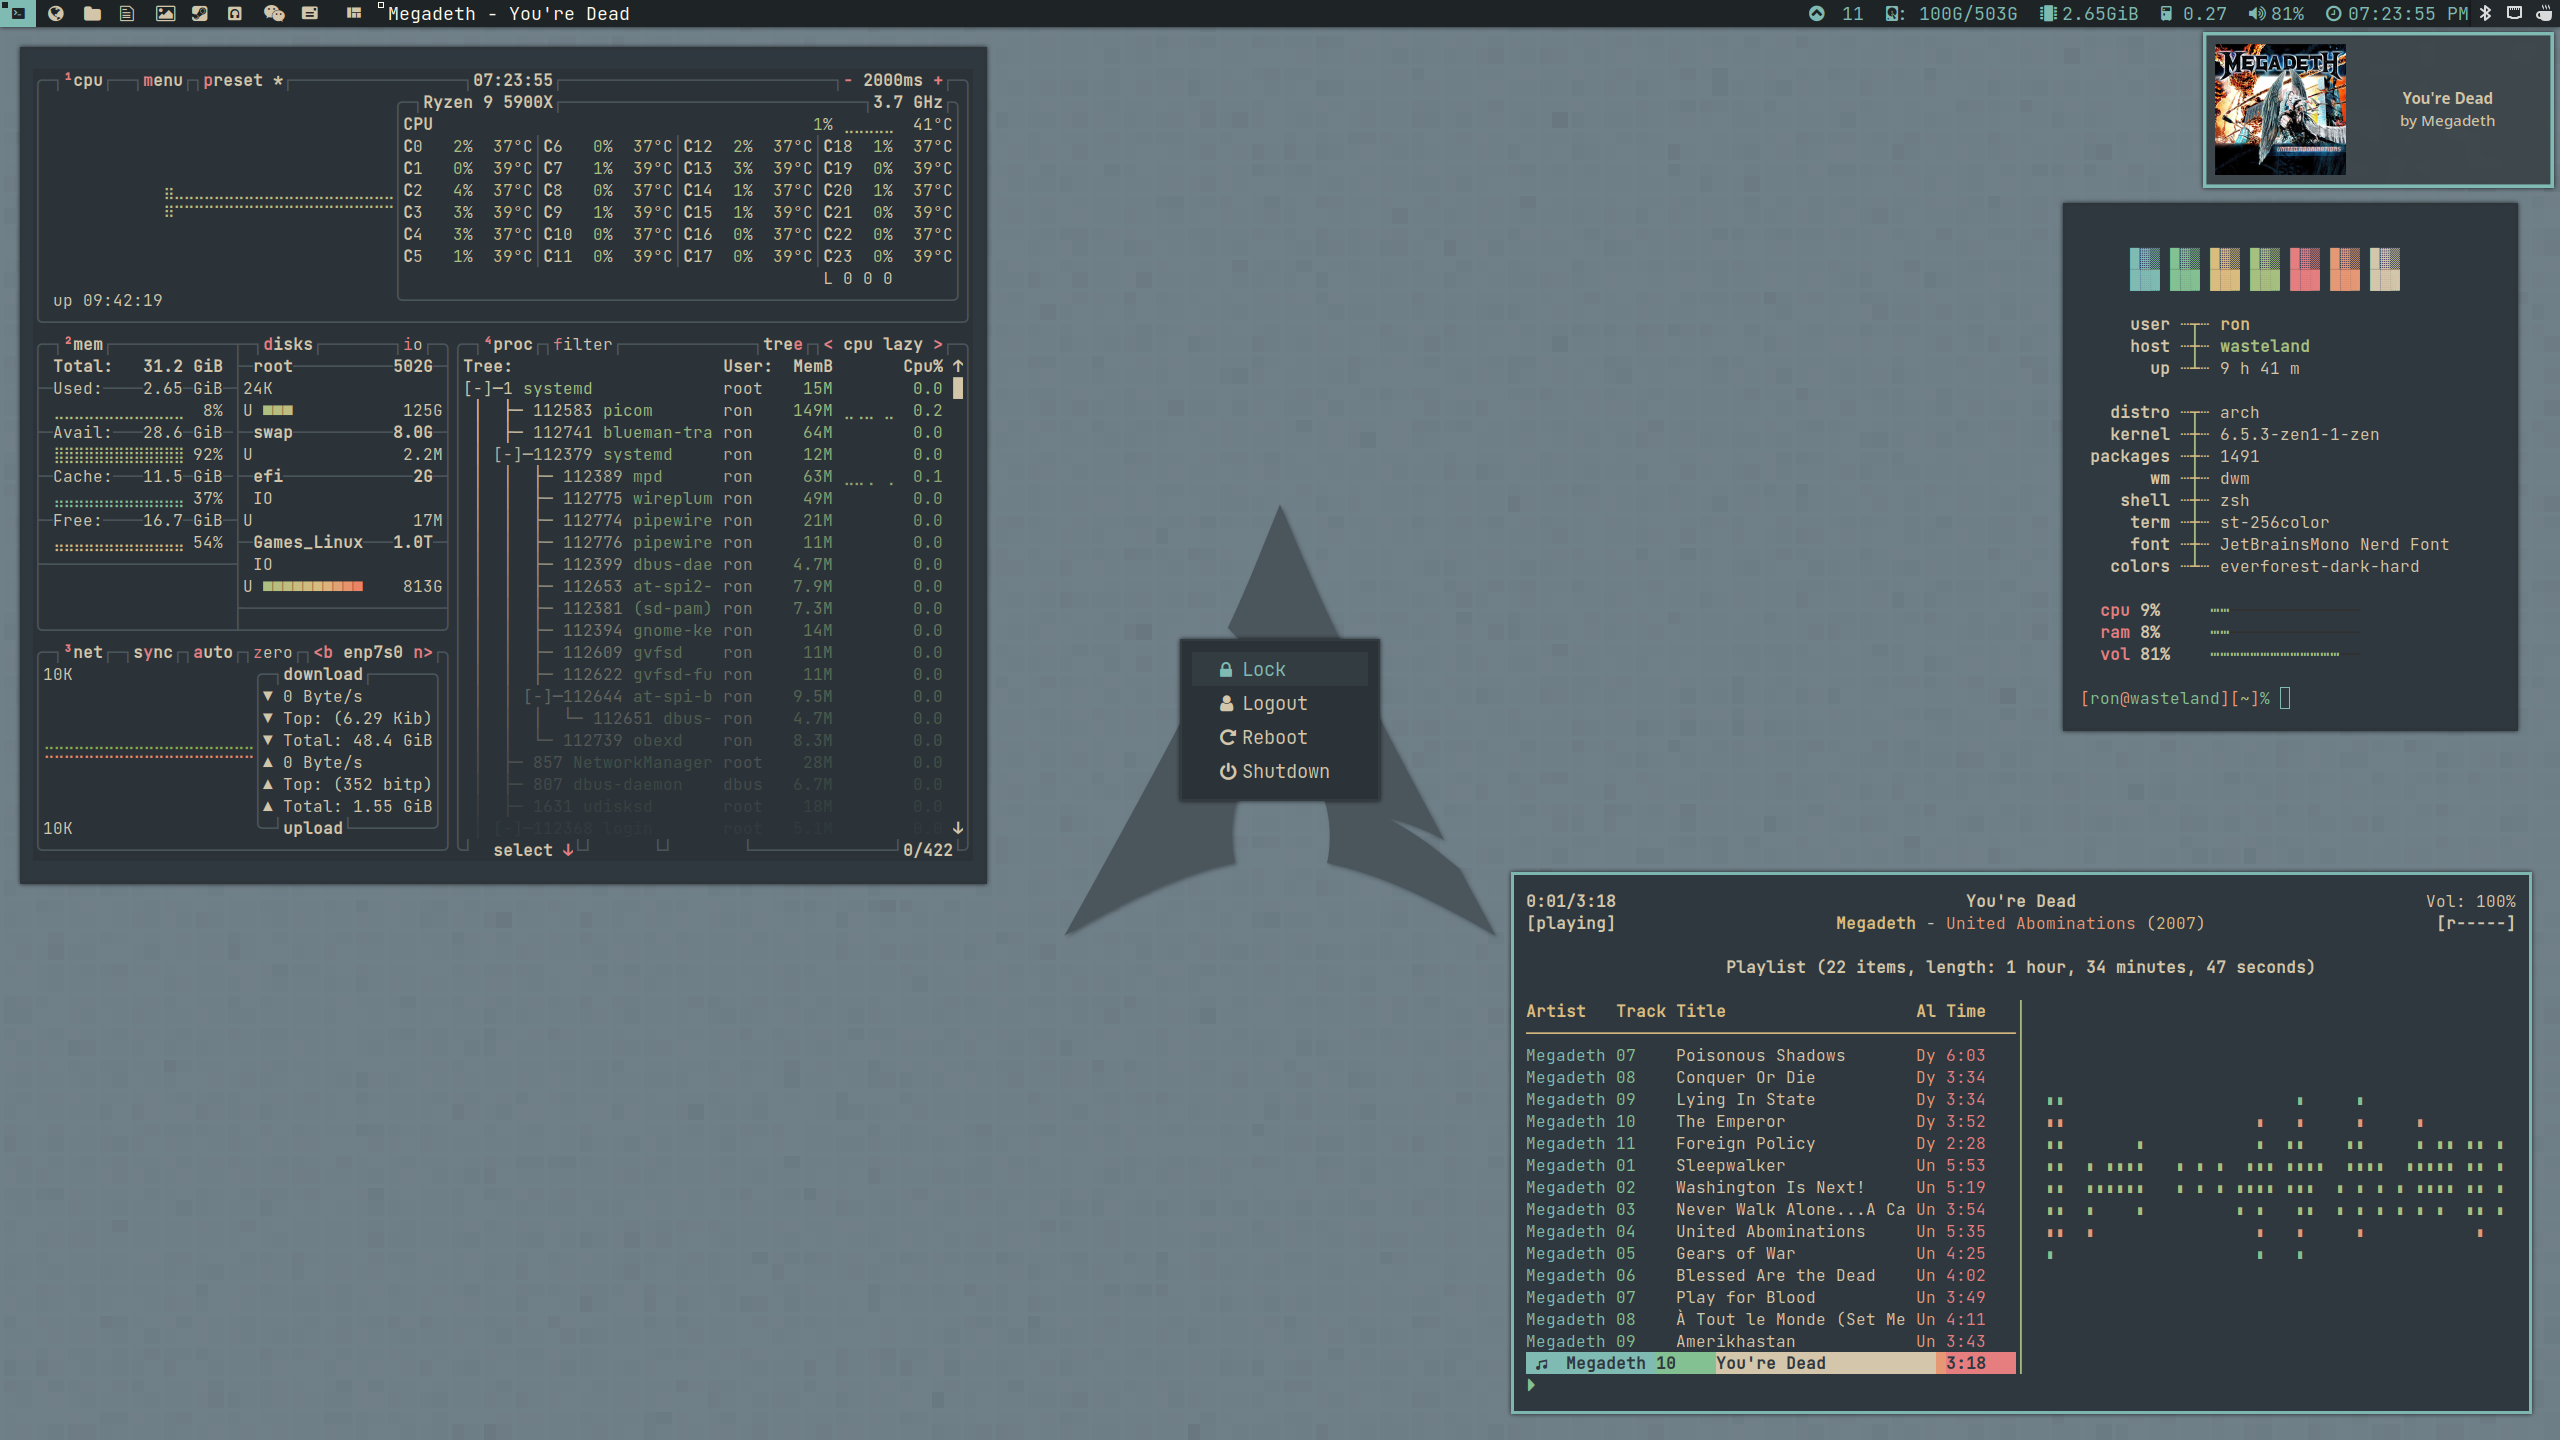 Megadeth - You're Dead
11 : 100G/503G 2.65GiB 0.27 81% 07:23:55 PM
¹cpu menu preset * 07:23:55 - 2000ms +
Ryzen 9 5900X 3.7 GHz
CPU 1% 41°C
C0 2% 37°C C6 0% 37°C C12 2% 37°C C18 1% 37°C
C1 0% 39°C C7 1% 39°C C13 3% 39°C C19 0% 39°C
C2 4% 37°C C8 0% 37°C C14 1% 37°C C20 1% 37°C
C3 3% 39°C C9 1% 39°C C15 1% 39°C C21 0% 39°C
C4 3% 37°C C10 0% 37°C C16 0% 37°C C22 0% 37°C
C5 1% 39°C C11 0% 39°C C17 0% 39°C C23 0% 39°C
L 0 0 0
up 09:42:19
²mem
Total: 31.2 GiB
Used: 2.65 GiB
8%
Avail: 28.6 GiB
92%
Cache: 11.5 GiB
37%
Free: 16.7 GiB
54%
disks io
root 502G
24K
U 125G
swap 8.0G
U 2.2M
efi 2G
IO
U 17M
Games_Linux 1.0T
IO
U 813G
³net sync auto zero <b enp7s0 n>
10K
download
▼ 0 Byte/s
▼ Top: (6.29 Kib)
▼ Total: 48.4 GiB
▲ 0 Byte/s
▲ Top: (352 bitp)
▲ Total: 1.55 GiB
10K
upload
⁴proc filter tree < cpu lazy >
Tree: User: MemB Cpu% ↑
[-]─1 systemd root 15M 0.0
112583 picom ron 149M 0.2
112741 blueman-tra ron 64M 0.0
[-]─112379 systemd ron 12M 0.0
112389 mpd ron 63M 0.1
112775 wireplum ron 49M 0.0
112774 pipewire ron 21M 0.0
112776 pipewire ron 11M 0.0
112399 dbus-dae ron 4.7M 0.0
112653 at-spi2- ron 7.9M 0.0
112381 (sd-pam) ron 7.3M 0.0
112394 gnome-ke ron 14M 0.0
112609 gvfsd ron 11M 0.0
112622 gvfsd-fu ron 11M 0.0
[-]─112644 at-spi-b ron 9.5M 0.0
112651 dbus- ron 4.7M 0.0
112739 obexd ron 8.3M 0.0
857 NetworkManager root 28M 0.0
807 dbus-daemon dbus 6.7M 0.0
1631 udisksd root 18M 0.0
[-]─112368 login root 5.1M 0.0 ↓
select ↓ 0/422
MEGADETH
UNITED ABOMINATIONS
You're Dead
by Megadeth
user ron
host wasteland
up 9 h 41 m
distro arch
kernel 6.5.3-zen1-1-zen
packages 1491
wm dwm
shell zsh
term st-256color
font JetBrainsMono Nerd Font
colors everforest-dark-hard
cpu 9%
ram 8%
vol 81%
[ron@wasteland][~]%
Lock
Logout
Reboot
Shutdown
0:01/3:18 You're Dead Vol: 100%
[playing] Megadeth - United Abominations (2007) [r-----]
Playlist (22 items, length: 1 hour, 34 minutes, 47 seconds)
Artist Track Title Al Time
Megadeth 07 Poisonous Shadows Dy 6:03
Megadeth 08 Conquer Or Die Dy 3:34
Megadeth 09 Lying In State Dy 3:34
Megadeth 10 The Emperor Dy 3:52
Megadeth 11 Foreign Policy Dy 2:28
Megadeth 01 Sleepwalker Un 5:53
Megadeth 02 Washington Is Next! Un 5:19
Megadeth 03 Never Walk Alone...A Ca Un 3:54
Megadeth 04 United Abominations Un 5:35
Megadeth 05 Gears of War Un 4:25
Megadeth 06 Blessed Are the Dead Un 4:02
Megadeth 07 Play for Blood Un 3:49
Megadeth 08 À Tout le Monde (Set Me Un 4:11
Megadeth 09 Amerikhastan Un 3:43
♫ Megadeth 10 You're Dead 3:18